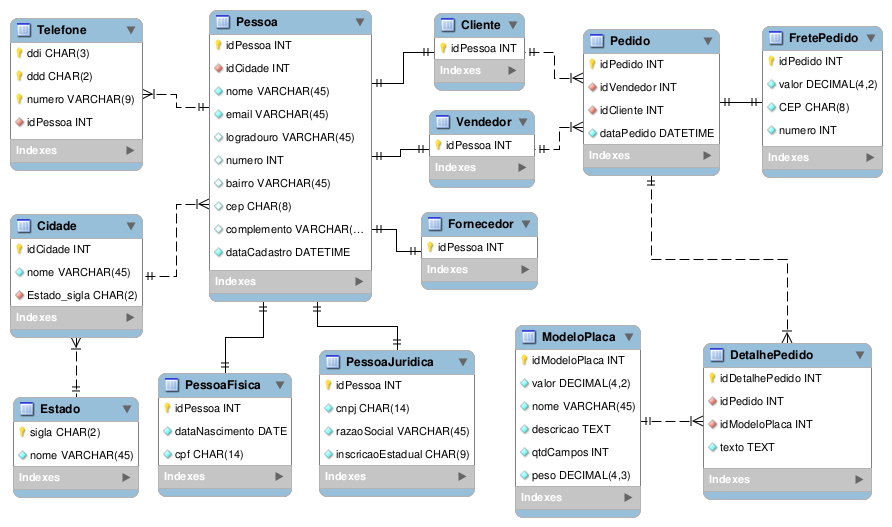 Telefone
ddi CHAR(3)
ddd CHAR(2)
numero VARCHAR(9)
idPessoa INT
Indexes
Pessoa
idPessoa INT
idCidade INT
nome VARCHAR(45)
email VARCHAR(45)
logradouro VARCHAR(45)
numero INT
bairro VARCHAR(45)
cep CHAR(8)
complemento VARCHAR(...
dataCadastro DATETIME
Indexes
Cliente
idPessoa INT
Indexes
Vendedor
idPessoa INT
Indexes
Fornecedor
idPessoa INT
Indexes
Pedido
idPedido INT
idVendedor INT
idCliente INT
dataPedido DATETIME
Indexes
FretePedido
idPedido INT
valor DECIMAL(4,2)
CEP CHAR(8)
numero INT
Indexes
Cidade
idCidade INT
nome VARCHAR(45)
Estado_sigla CHAR(2)
Indexes
Estado
sigla CHAR(2)
nome VARCHAR(45)
Indexes
PessoaFisica
idPessoa INT
dataNascimento DATE
cpf CHAR(14)
Indexes
PessoaJuridica
idPessoa INT
cnpj CHAR(14)
razaoSocial VARCHAR(45)
inscricaoEstadual CHAR(9)
Indexes
ModeloPlaca
idModeloPlaca INT
valor DECIMAL(4,2)
nome VARCHAR(45)
descricao TEXT
qtdCampos INT
peso DECIMAL(4,3)
Indexes
DetalhePedido
idDetalhePedido INT
idPedido INT
idModeloPlaca INT
texto TEXT
Indexes